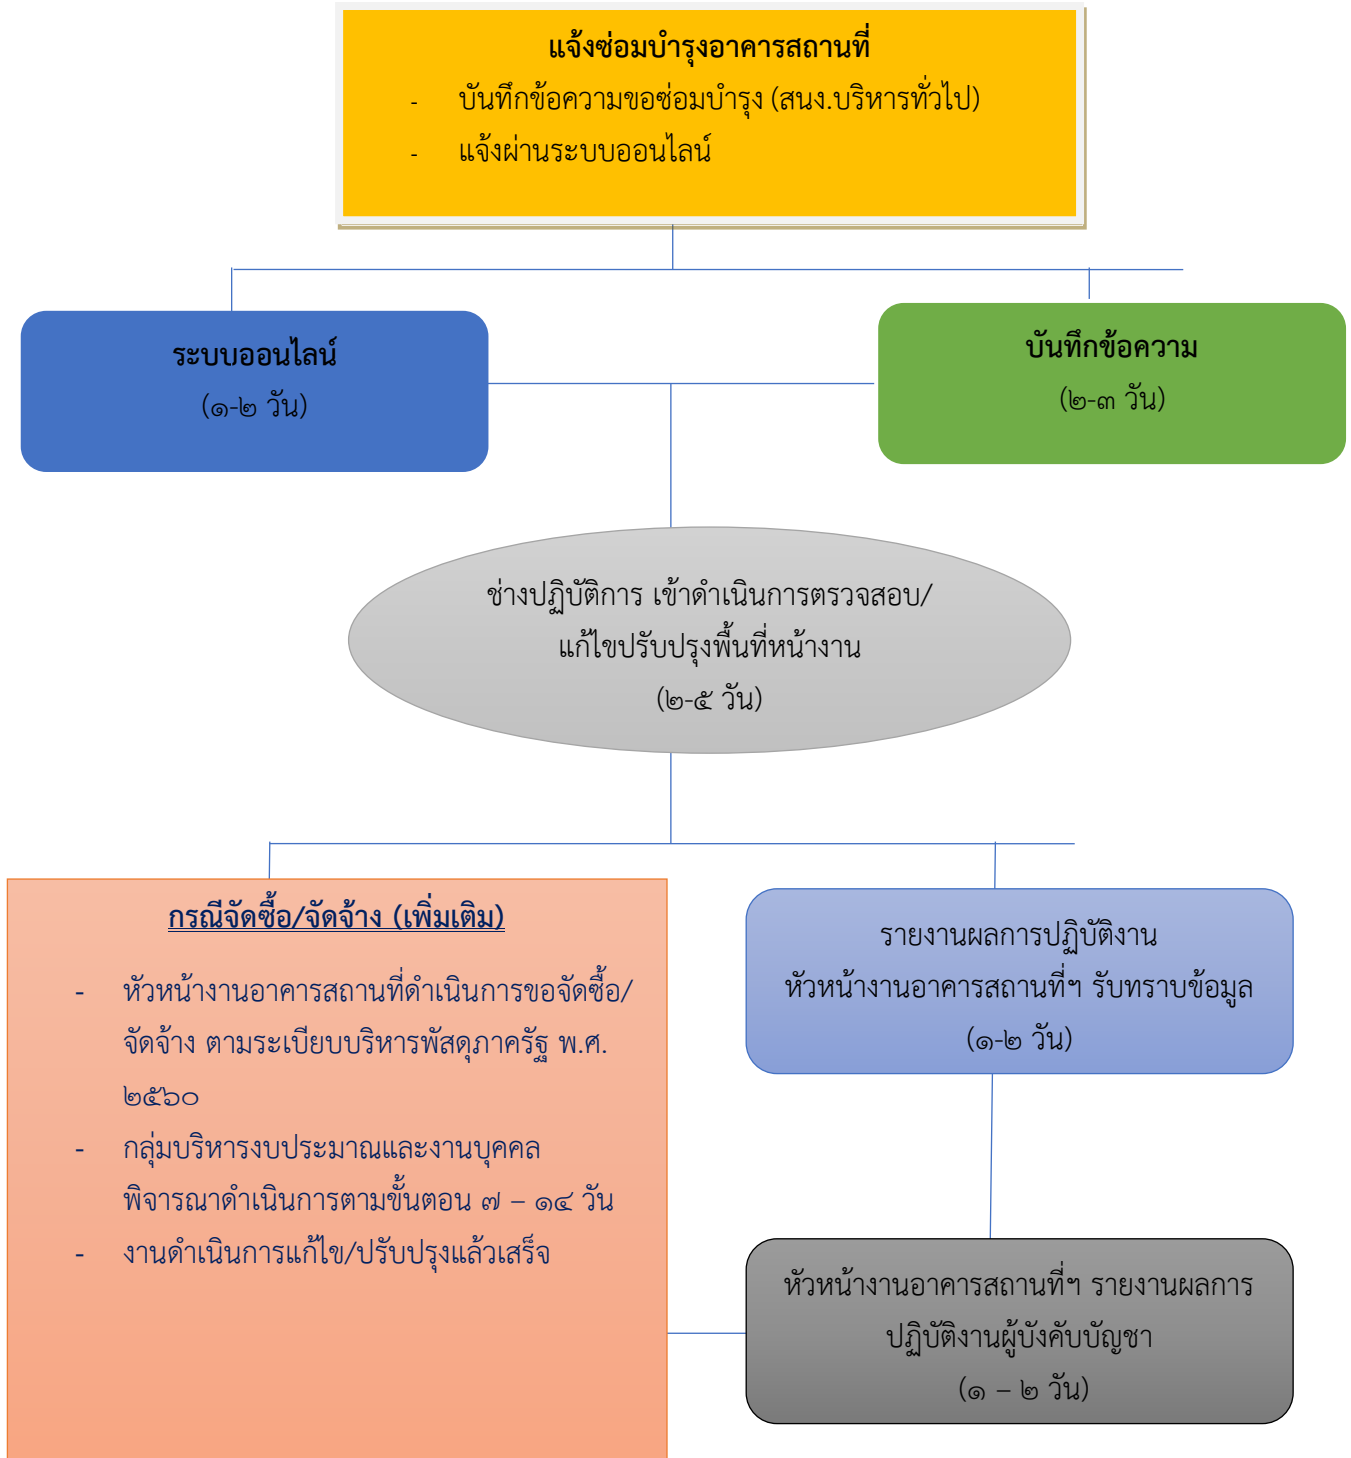 แจ้งซ่อมบำรุงอาคารสถานที่
- บันทึกข้อความขอซ่อมบำรุง (สนง.บริหารทั่วไป)
- แจ้งผ่านระบบออนไลน์
ระบบออนไลน์
(๑-๒ วัน)
บันทึกข้อความ
(๒-๓ วัน)
ช่างปฏิบัติการ เข้าดำเนินการตรวจสอบ/
แก้ไขปรับปรุงพื้นที่หน้างาน
(๒-๕ วัน)
กรณีจัดซื้อ/จัดจ้าง (เพิ่มเติม)
- หัวหน้างานอาคารสถานที่ดำเนินการขอจัดซื้อ/
จัดจ้าง ตามระเบียบบริหารพัสดุภาครัฐ พ.ศ.
๒๕๖๐
- กลุ่มบริหารงบประมาณและงานบุคคล
พิจารณาดำเนินการตามขั้นตอน ๗ – ๑๔ วัน
- งานดำเนินการแก้ไข/ปรับปรุงแล้วเสร็จ
รายงานผลการปฏิบัติงาน
หัวหน้างานอาคารสถานที่ฯ รับทราบข้อมูล
(๑-๒ วัน)
หัวหน้างานอาคารสถานที่ฯ รายงานผลการ
ปฏิบัติงานผู้บังคับบัญชา
(๑ – ๒ วัน)